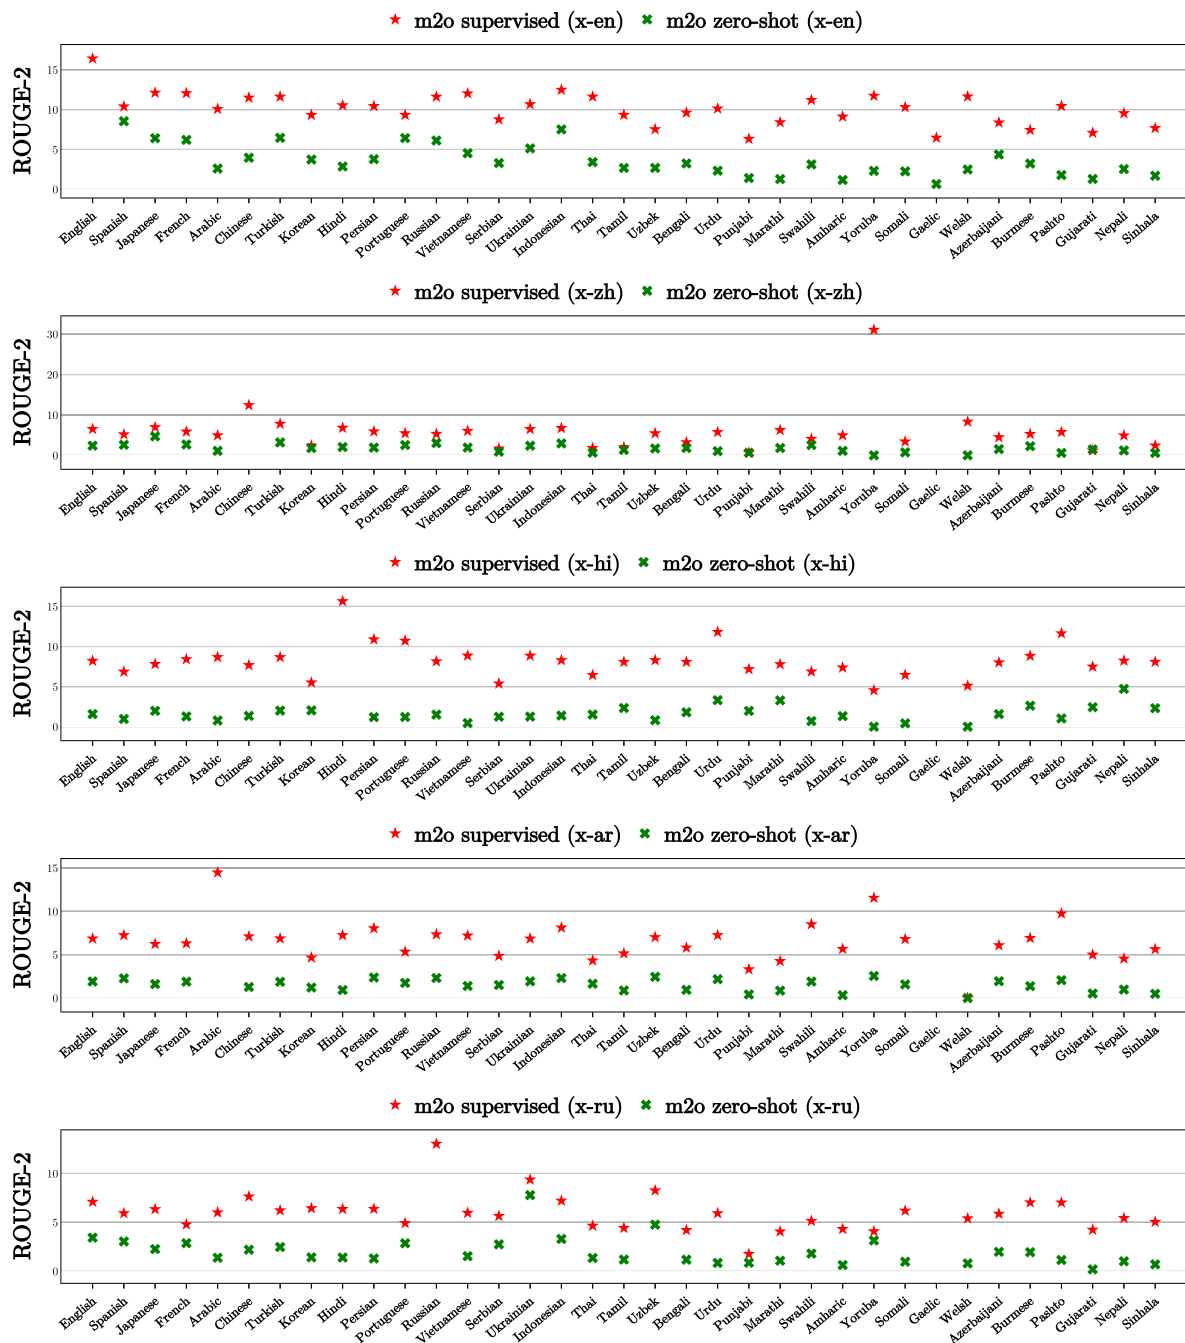 m2o supervised (x-en) m2o zero-shot (x-en)
ROUGE-2
15
10
5
0
English Spanish Japanese French Arabic Chinese Turkish Korean Hindi Persian Portuguese Russian Vietnamese Serbian Ukrainian Indonesian Thai Tamil Uzbek Bengali Urdu Punjabi Marathi Swahili Amharic Yoruba Somali Gaelic Welsh Azerbaijani Burmese Pashto Gujarati Nepali Sinhala
m2o supervised (x-zh) m2o zero-shot (x-zh)
ROUGE-2
30
20
10
0
English Spanish Japanese French Arabic Chinese Turkish Korean Hindi Persian Portuguese Russian Vietnamese Serbian Ukrainian Indonesian Thai Tamil Uzbek Bengali Urdu Punjabi Marathi Swahili Amharic Yoruba Somali Gaelic Welsh Azerbaijani Burmese Pashto Gujarati Nepali Sinhala
m2o supervised (x-hi) m2o zero-shot (x-hi)
ROUGE-2
15
10
5
0
English Spanish Japanese French Arabic Chinese Turkish Korean Hindi Persian Portuguese Russian Vietnamese Serbian Ukrainian Indonesian Thai Tamil Uzbek Bengali Urdu Punjabi Marathi Swahili Amharic Yoruba Somali Gaelic Welsh Azerbaijani Burmese Pashto Gujarati Nepali Sinhala
m2o supervised (x-ar) m2o zero-shot (x-ar)
ROUGE-2
15
10
5
0
English Spanish Japanese French Arabic Chinese Turkish Korean Hindi Persian Portuguese Russian Vietnamese Serbian Ukrainian Indonesian Thai Tamil Uzbek Bengali Urdu Punjabi Marathi Swahili Amharic Yoruba Somali Gaelic Welsh Azerbaijani Burmese Pashto Gujarati Nepali Sinhala
m2o supervised (x-ru) m2o zero-shot (x-ru)
ROUGE-2
10
5
0
English Spanish Japanese French Arabic Chinese Turkish Korean Hindi Persian Portuguese Russian Vietnamese Serbian Ukrainian Indonesian Thai Tamil Uzbek Bengali Urdu Punjabi Marathi Swahili Amharic Yoruba Somali Gaelic Welsh Azerbaijani Burmese Pashto Gujarati Nepali Sinhala